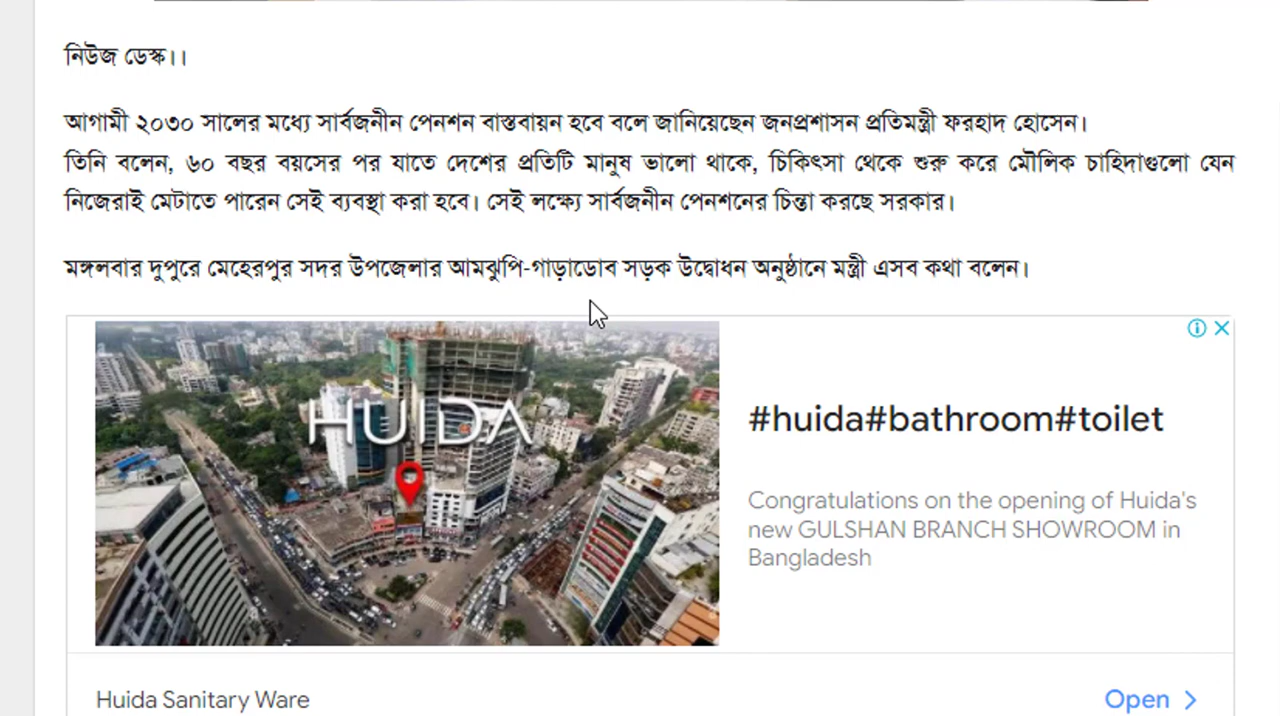 নিউজ ডেস্ক।।
আগামী ২০৩০ সালের মধ্যে সার্বজনীন পেনশন বাস্তবায়ন হবে বলে জানিয়েছেন জনপ্রশাসন প্রতিমন্ত্রী ফরহাদ হোসেন।
তিনি বলেন, ৬০ বছর বয়সের পর যাতে দেশের প্রতিটি মানুষ ভালো থাকে, চিকিৎসা থেকে শুরু করে মৌলিক চাহিদাগুলো যেন
নিজেরাই মেটাতে পারেন সেই ব্যবস্থা করা হবে। সেই লক্ষ্যে সার্বজনীন পেনশনের চিন্তা করছে সরকার।
মঙ্গলবার দুপুরে মেহেরপুর সদর উপজেলার আমঝুপি-গাড়াডোব সড়ক উদ্বোধন অনুষ্ঠানে মন্ত্রী এসব কথা বলেন।
HUIDA
#huida#bathroom#toilet
Congratulations on the opening of Huida's
new GULSHAN BRANCH SHOWROOM in
Bangladesh
Huida Sanitary Ware
Open